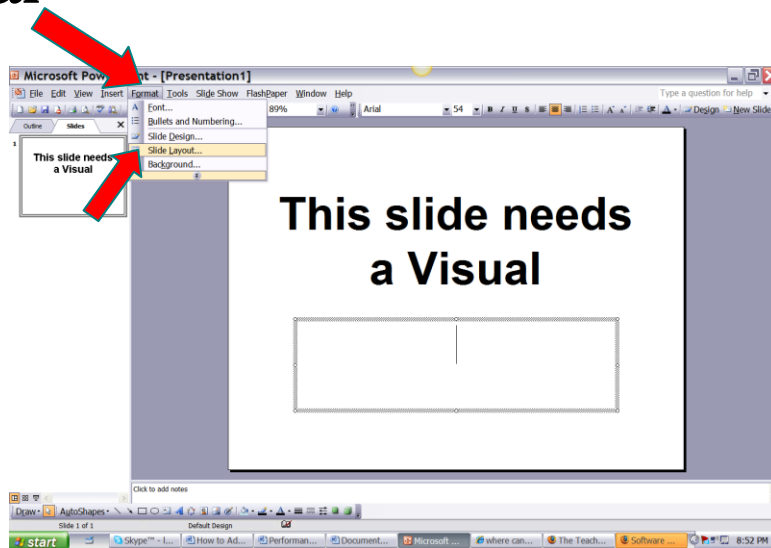 Microsoft Pow nt - [Presentation1]
File Edit View Insert Format Tools Slide Show FlashPaper Window Help Type a question for help
89% Arial 54 B I U S Design New Slide
Font...
Bullets and Numbering...
Slide Design...
Slide Layout...
Background...
Outline Slides X
1
This slide needs
a Visual
This slide needs
a Visual
Click to add notes
Draw AutoShapes
Slide 1 of 1 Default Design
start Skype™ - I... How to Ad... Performan... Document... Microsoft ... where can... The Teach... Software ... 8:52 PM